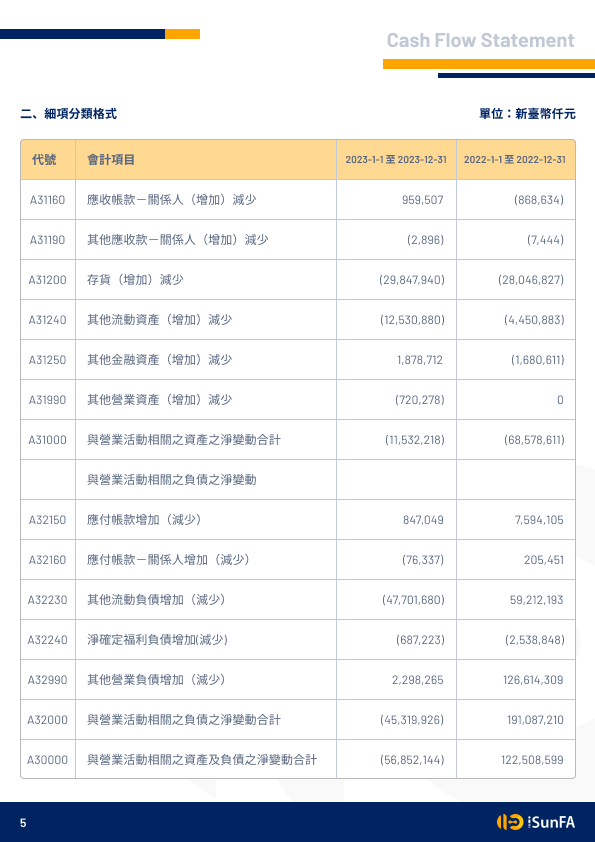 Cash Flow Statement
二、細項分類格式 單位：新臺幣仟元
代號 會計項目 2023-1-1 至 2023-12-31 2022-1-1 至 2022-12-31
A31160 應收帳款－關係人（增加）減少 959,507 (868,634)
A31190 其他應收款－關係人（增加）減少 (2,896) (7,444)
A31200 存貨（增加）減少 (29,847,940) (28,046,827)
A31240 其他流動資產（增加）減少 (12,530,880) (4,450,883)
A31250 其他金融資產（增加）減少 1,878,712 (1,680,611)
A31990 其他營業資產（增加）減少 (720,278) 0
A31000 與營業活動相關之資產之淨變動合計 (11,532,218) (68,578,611)
與營業活動相關之負債之淨變動
A32150 應付帳款增加（減少） 847,049 7,594,105
A32160 應付帳款－關係人增加（減少） (76,337) 205,451
A32230 其他流動負債增加（減少） (47,701,680) 59,212,193
A32240 淨確定福利負債增加(減少) (687,223) (2,538,848)
A32990 其他營業負債增加（減少） 2,298,265 126,614,309
A32000 與營業活動相關之負債之淨變動合計 (45,319,926) 191,087,210
A30000 與營業活動相關之資產及負債之淨變動合計 (56,852,144) 122,508,599
5 iSunFA